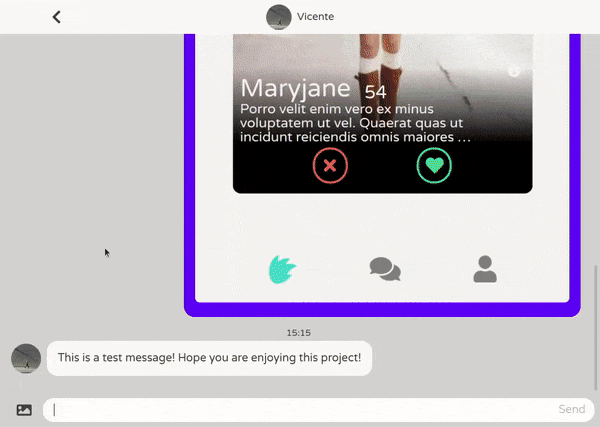 Vicente
Maryjane 54
Porro velit enim vero ex minus
voluptatem ut vel. Quaerat quas ut
incidunt reiciendis omnis maiores ...
15:15
This is a test message! Hope you are enjoying this project!
Send